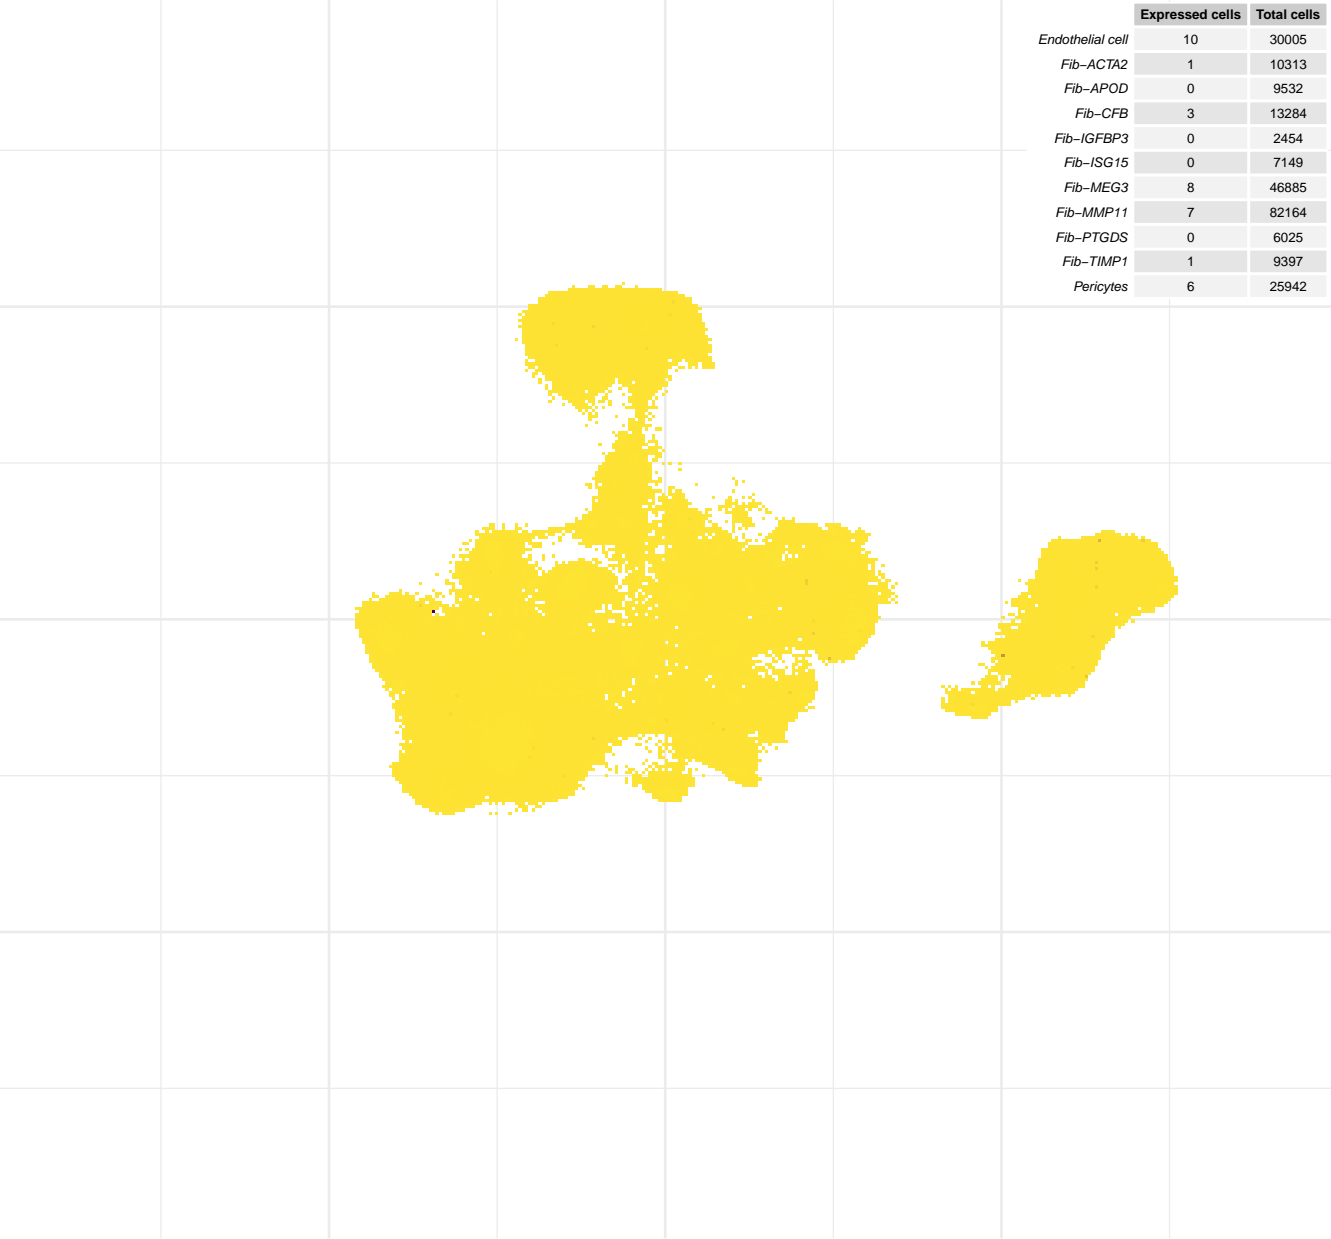 Expressed cells Total cells
Endothelial cell 10 30005
Fib−ACTA2 1 10313
Fib−APOD 0 9532
Fib−CFB 3 13284
Fib−IGFBP3 0 2454
Fib−ISG15 0 7149
Fib−MEG3 8 46885
Fib−MMP11 7 82164
Fib−PTGDS 0 6025
Fib−TIMP1 1 9397
Pericytes 6 25942